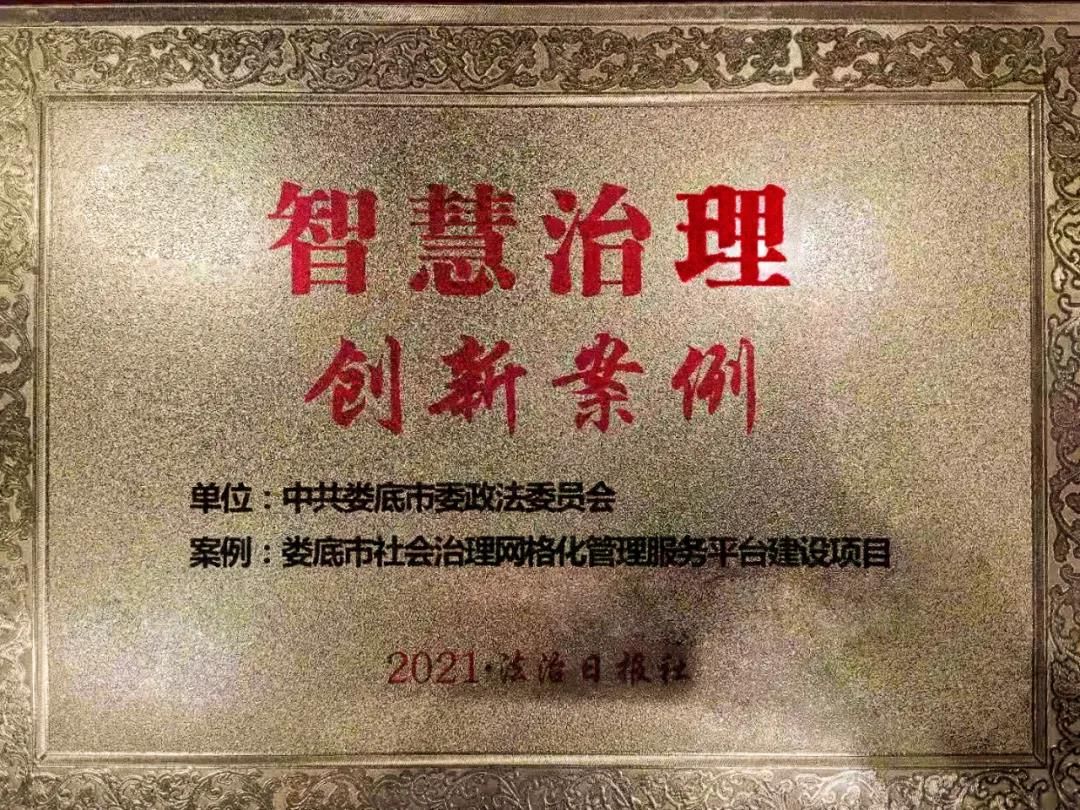 智慧治理
创新案例
单位：中共娄底市委政法委员会
案例：娄底市社会治理网格化管理服务平台建设项目
2021·法治日报社